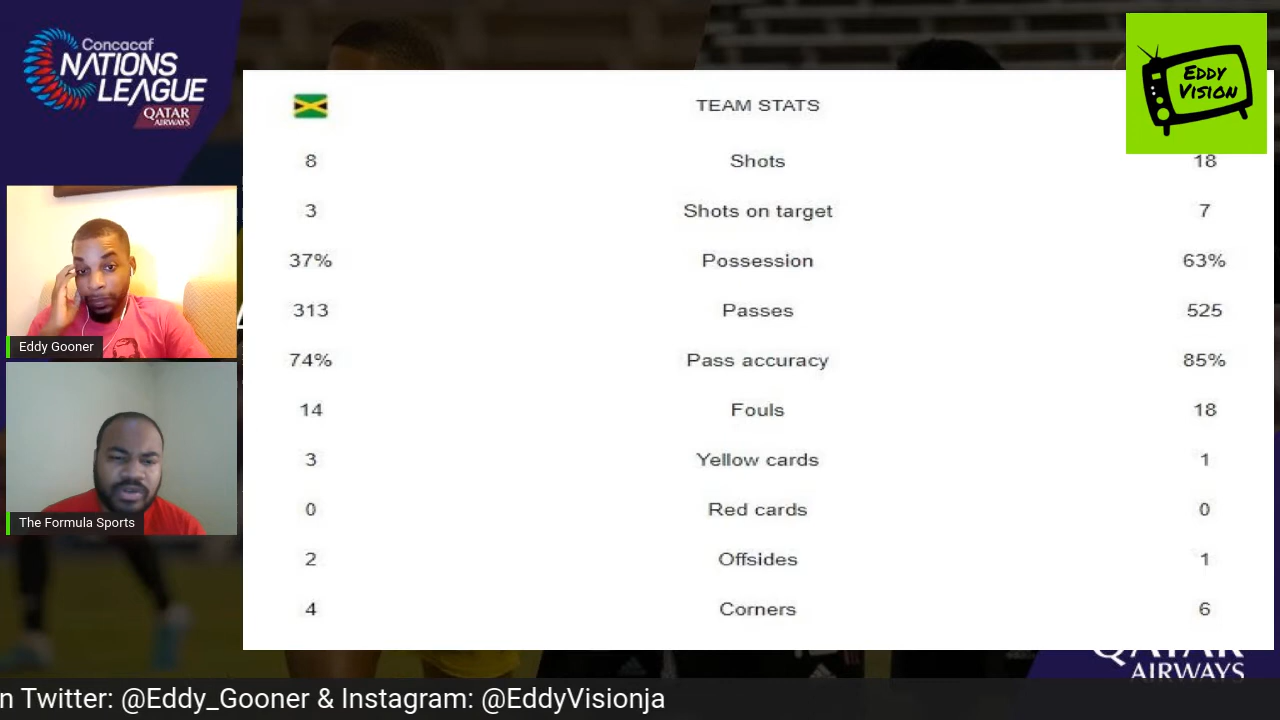 Concacaf
NATIONS
LEAGUE
QATAR
AIRWAYS
EDDY
VISION
TEAM STATS
8 Shots 18
3 Shots on target 7
37% Possession 63%
313 Passes 525
74% Pass accuracy 85%
14 Fouls 18
3 Yellow cards 1
0 Red cards 0
2 Offsides 1
4 Corners 6
Eddy Gooner
The Formula Sports
QATAR
AIRWAYS
n Twitter: @Eddy_Gooner & Instagram: @EddyVisionja